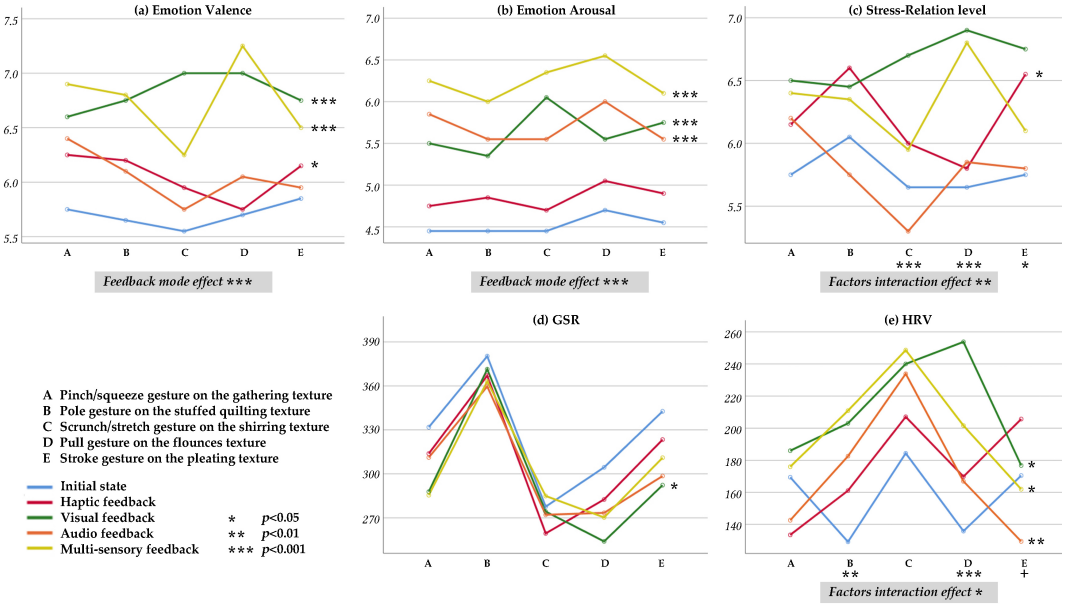 (a) Emotion Valence
7.5
7.0
6.5
6.0
5.5
***
***
*
A B C D E
Feedback mode effect ***
(b) Emotion Arousal
7.0
6.5
6.0
5.5
5.0
4.5
***
***
***
A B C D E
Feedback mode effect ***
(c) Stress-Relation level
7.0
6.5
6.0
5.5
*
A B C D E
*** *** *
Factors interaction effect **
(d) GSR
390
360
330
300
270
*
A B C D E
(e) HRV
260
240
220
200
180
160
140
*
*
**
A B C D E
** *** +
Factors interaction effect *
A Pinch/squeeze gesture on the gathering texture
B Pole gesture on the stuffed quilting texture
C Scrunch/stretch gesture on the shirring texture
D Pull gesture on the flounces texture
E Stroke gesture on the pleating texture
Initial state
Haptic feedback
Visual feedback * p<0.05
Audio feedback ** p<0.01
Multi-sensory feedback *** p<0.001